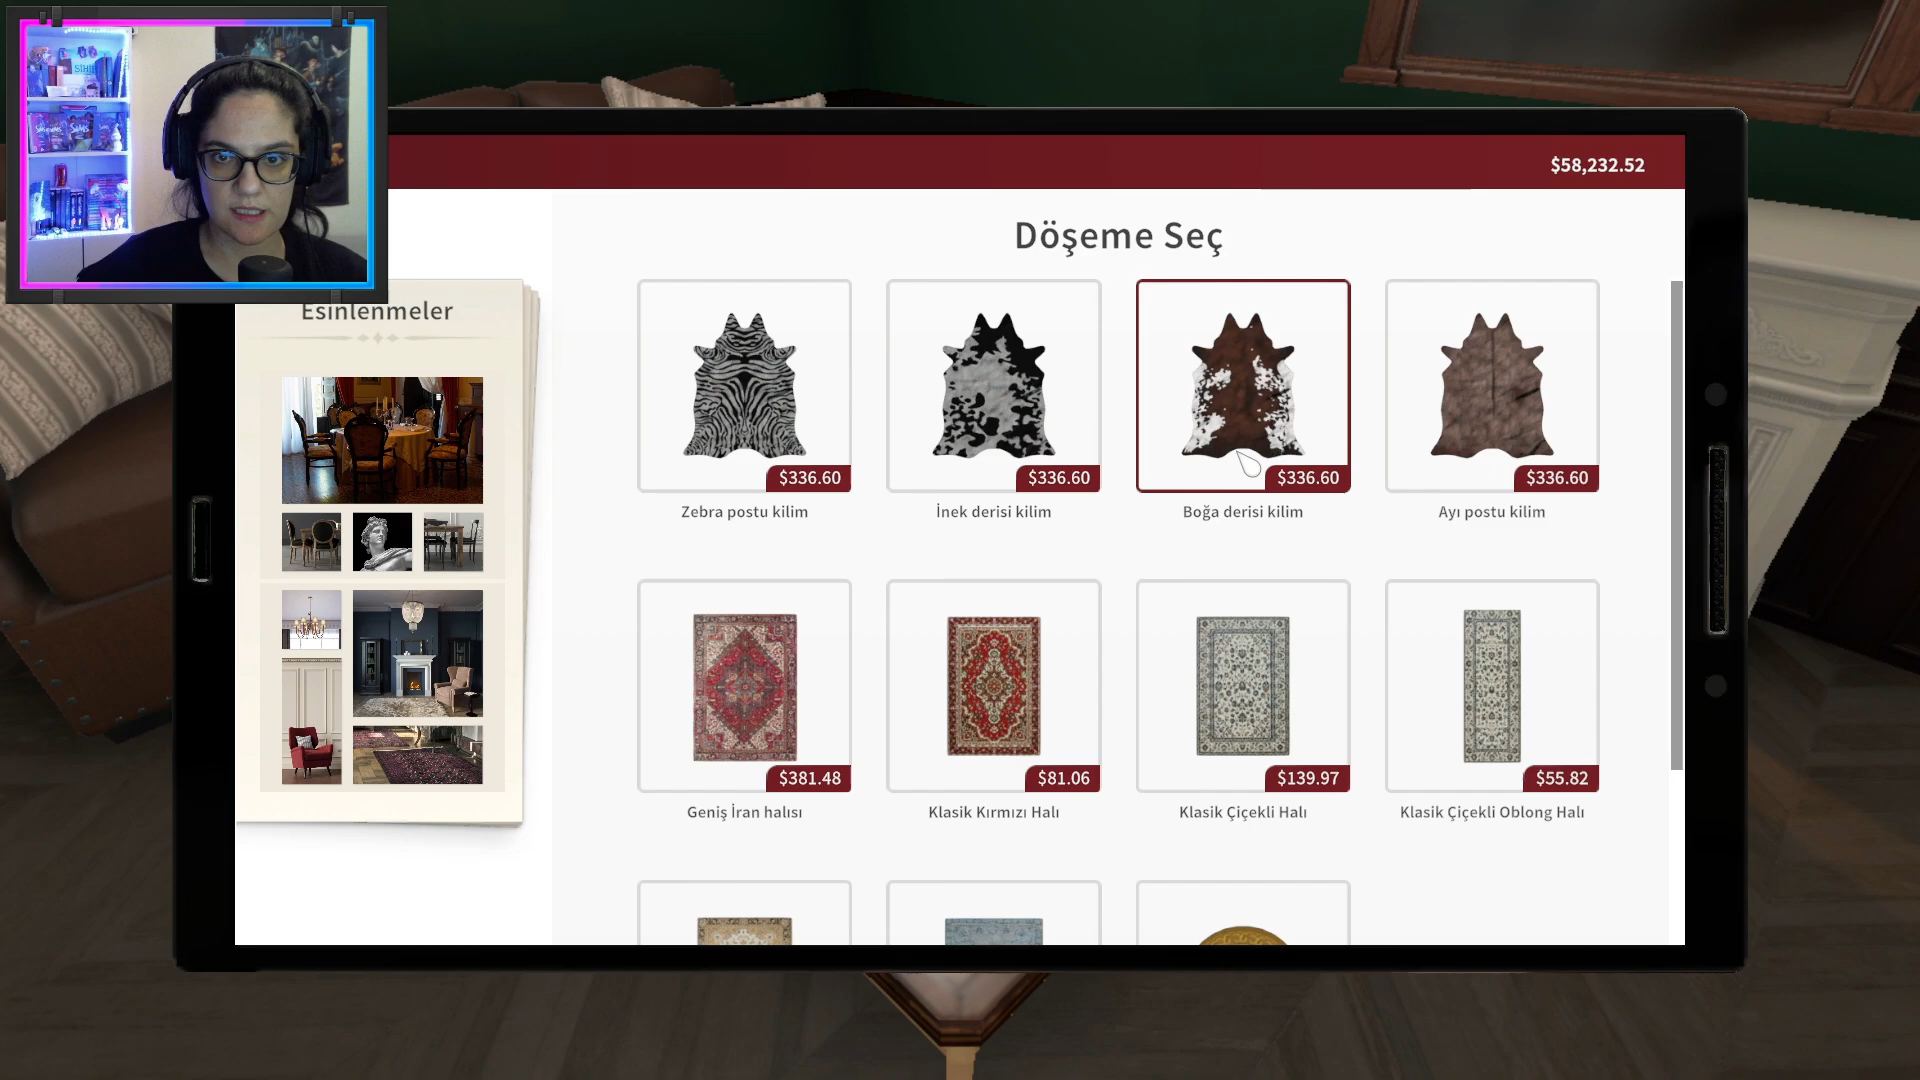 SİHİR
$58,232.52
Döşeme Seç
Esinlenmeler
$336.60
$336.60
$336.60
$336.60
Zebra postu kilim
İnek derisi kilim
Boğa derisi kilim
Ayı postu kilim
$381.48
$81.06
$139.97
$55.82
Geniş İran halısı
Klasik Kırmızı Halı
Klasik Çiçekli Halı
Klasik Çiçekli Oblong Halı